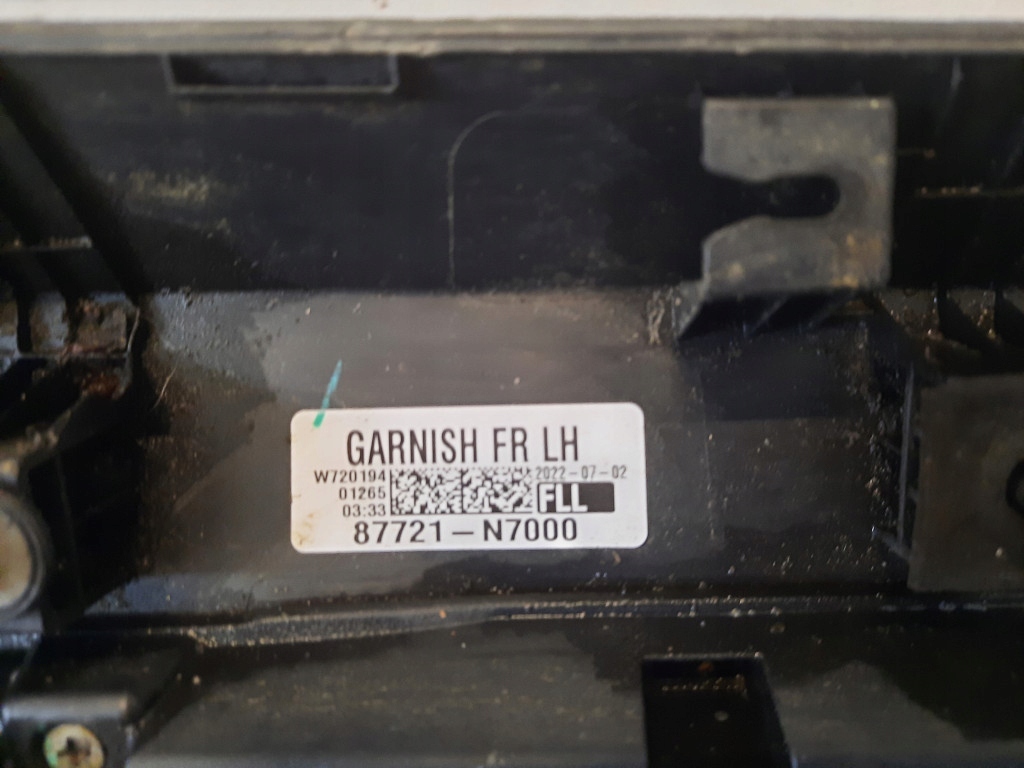 GARNISH FR LH
W720194 2022-07-02
01265 FLL
03:33
87721-N7000